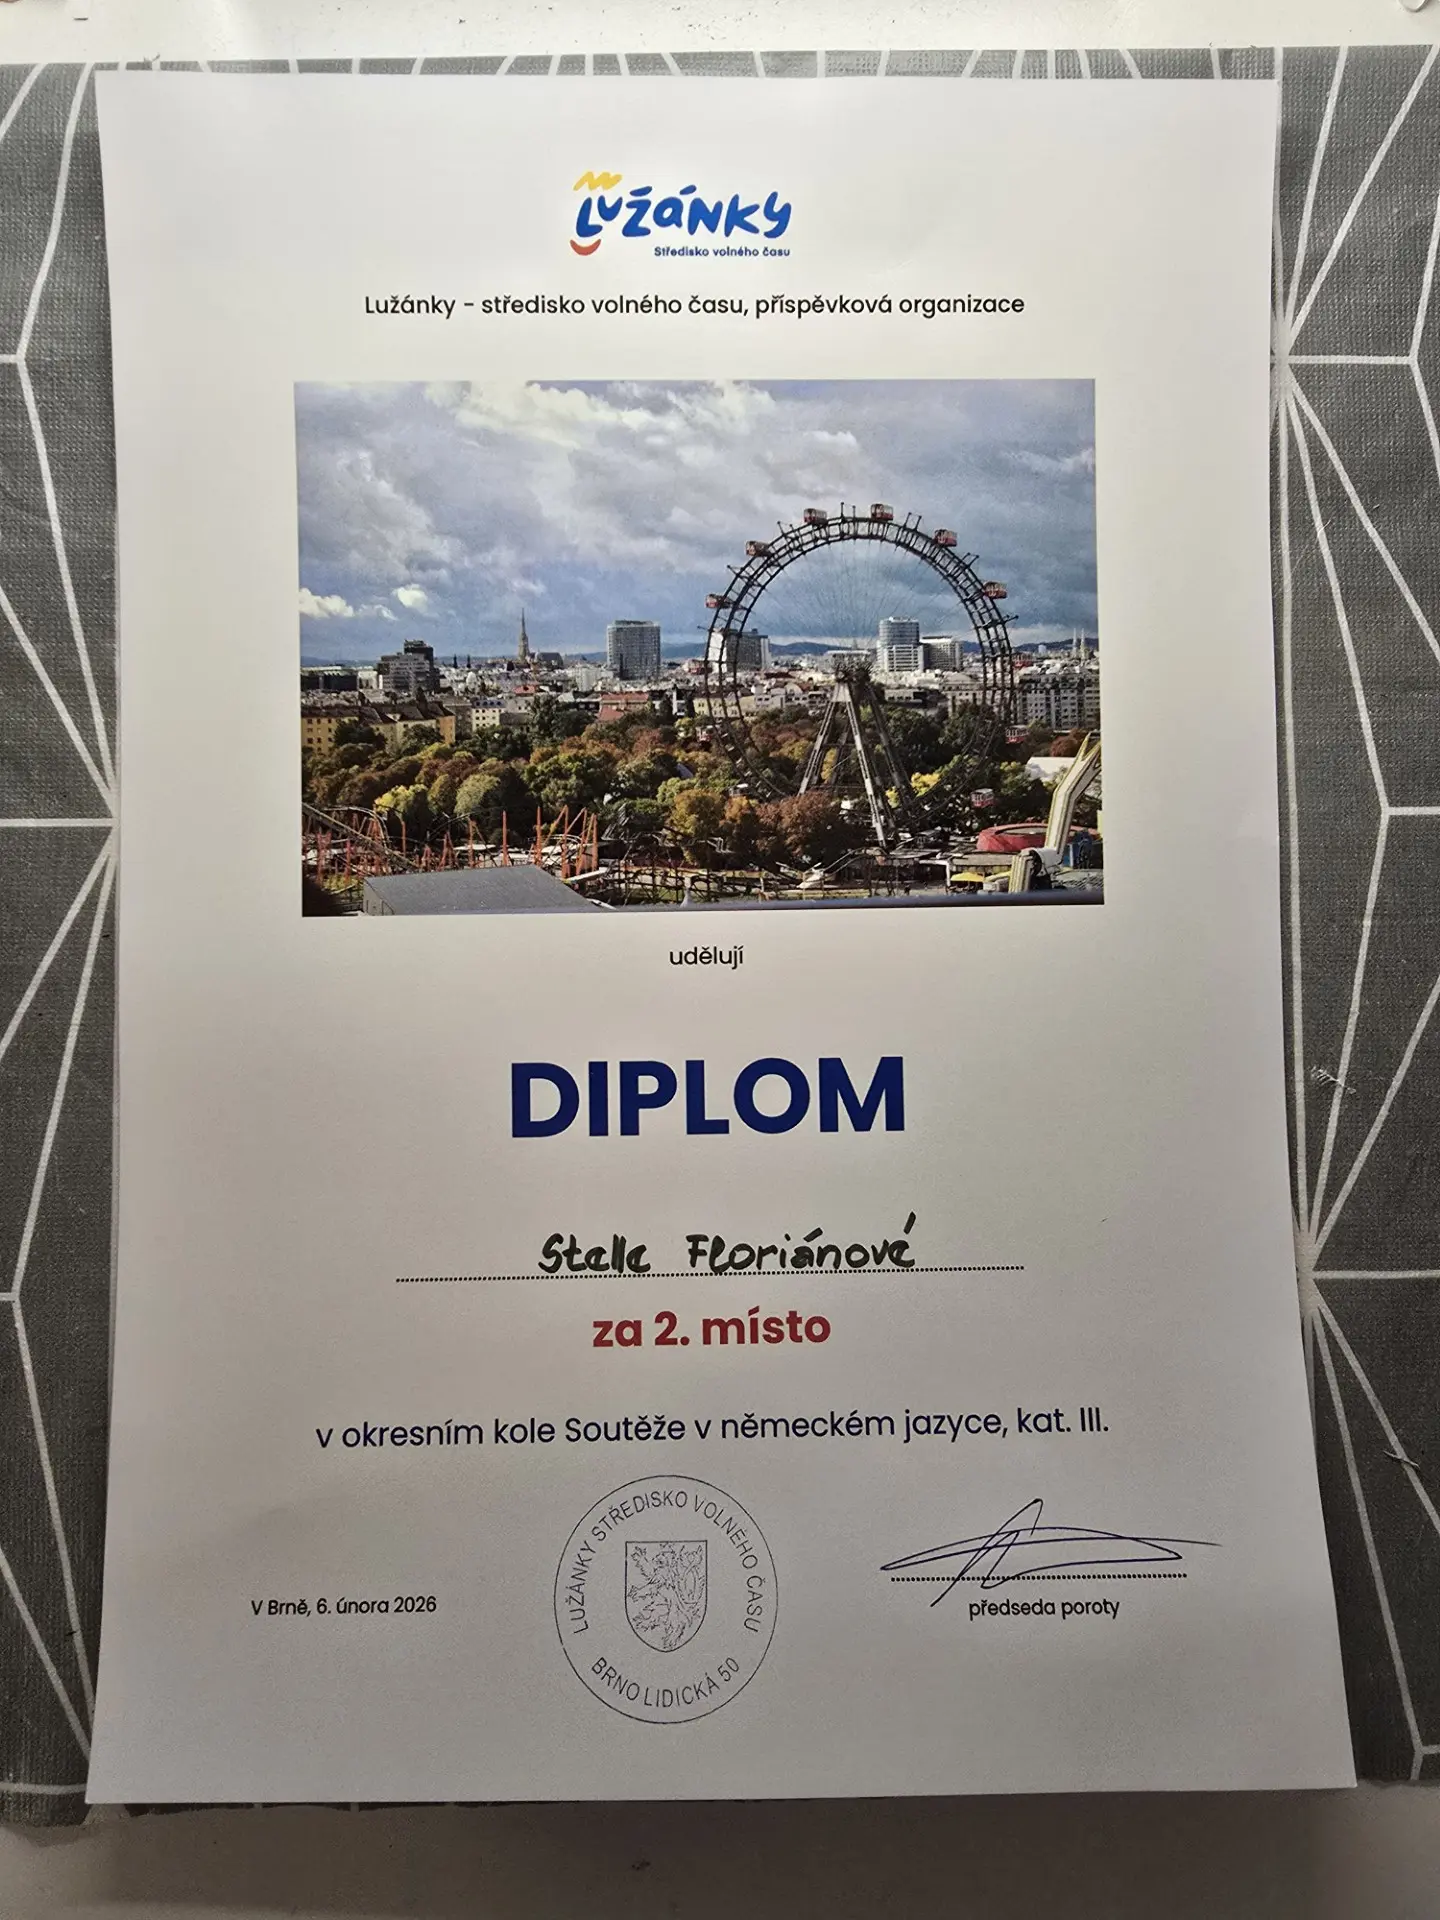 Lužánky
Středisko volného času
Lužánky - středisko volného času, příspěvková organizace
udělují
DIPLOM
Stelle Floriánové
za 2. místo
v okresním kole Soutěže v německém jazyce, kat. III.
LUŽÁNKY STŘEDISKO VOLNÉHO ČASU
BRNO LIDICKÁ 50
V Brně, 6. února 2026
předseda poroty